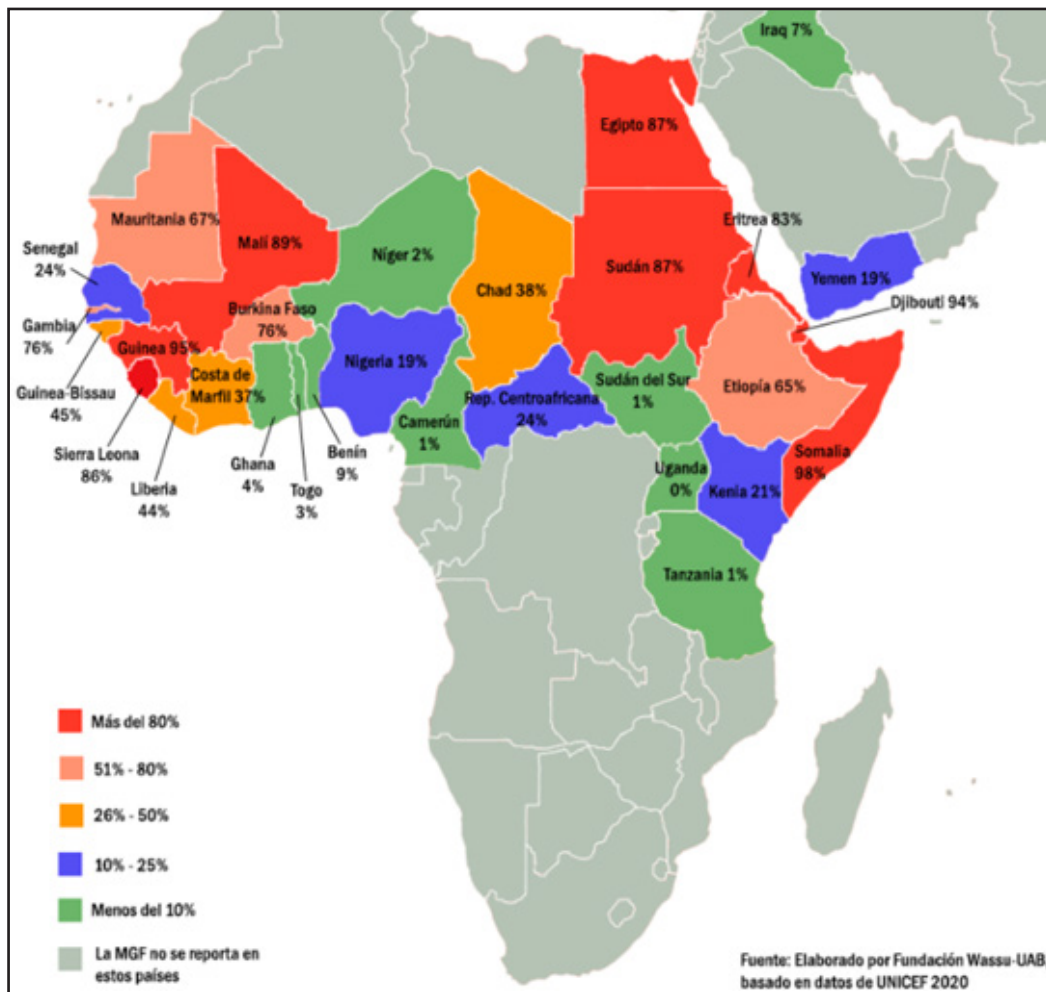 Iraq 7%
Egipto 87%
Mauritania 67%
Malí 89%
Níger 2%
Chad 38%
Sudán 87%
Eritrea 83%
Yemen 19%
Djibouti 94%
Senegal
24%
Gambia
76%
Burkina Faso
76%
Guinea 95%
Costa de
Marfil 37%
Nigeria 19%
Guinea-Bissau
45%
Sierra Leona
86%
Liberia
44%
Ghana
4%
Togo
3%
Benín
9%
Camerún
1%
Rep. Centroafricana
24%
Sudán del Sur
1%
Etiopía 65%
Somalia
98%
Uganda
0%
Kenia 21%
Tanzania 1%
Más del 80%
51% - 80%
26% - 50%
10% - 25%
Menos del 10%
La MGF no se reporta en
estos países
Fuente: Elaborado por Fundación Wassu-UAB,
basado en datos de UNICEF 2020